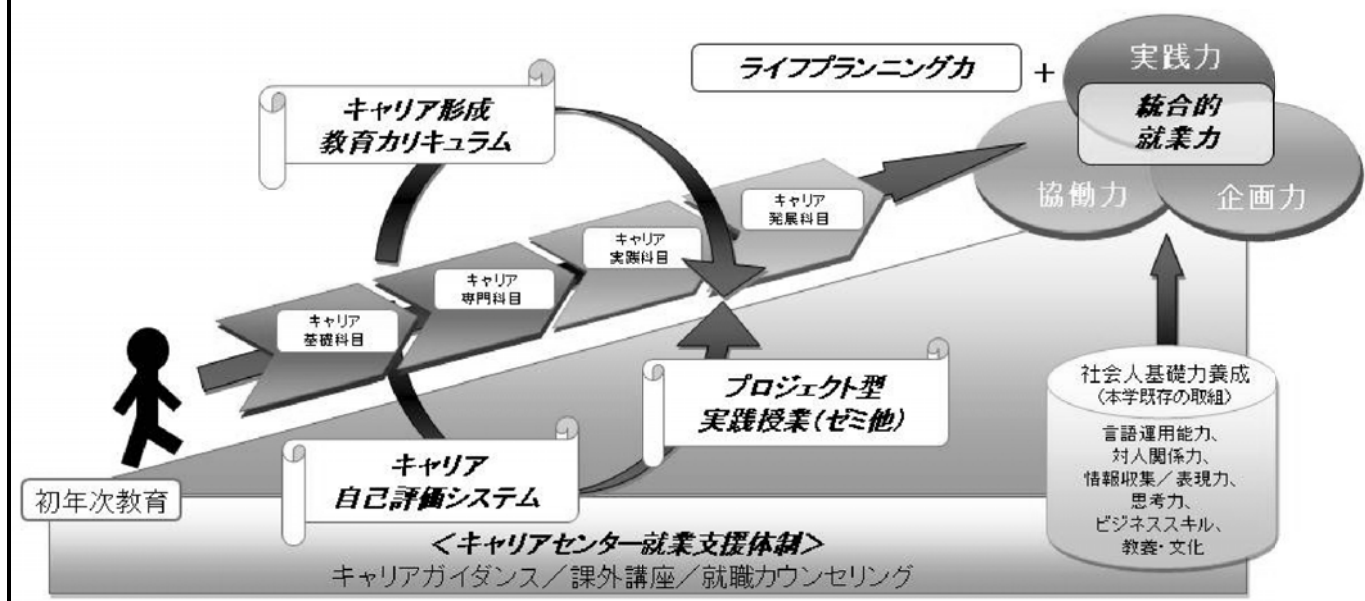 ライフプランニング力
+
実践力
統合的
就業力
協働力
企画力
キャリア形成
教育カリキュラム
キャリア
発展科目
キャリア
実践科目
キャリア
専門科目
キャリア
基礎科目
プロジェクト型
実践授業(ゼミ他)
キャリア
自己評価システム
初年次教育
社会人基礎力養成
(本学既存の取組)
言語運用能力、
対人関係力、
情報収集/表現力、
思考力、
ビジネススキル、
教養・文化
<キャリアセンター就業支援体制>
キャリアガイダンス/課外講座/就職カウンセリング